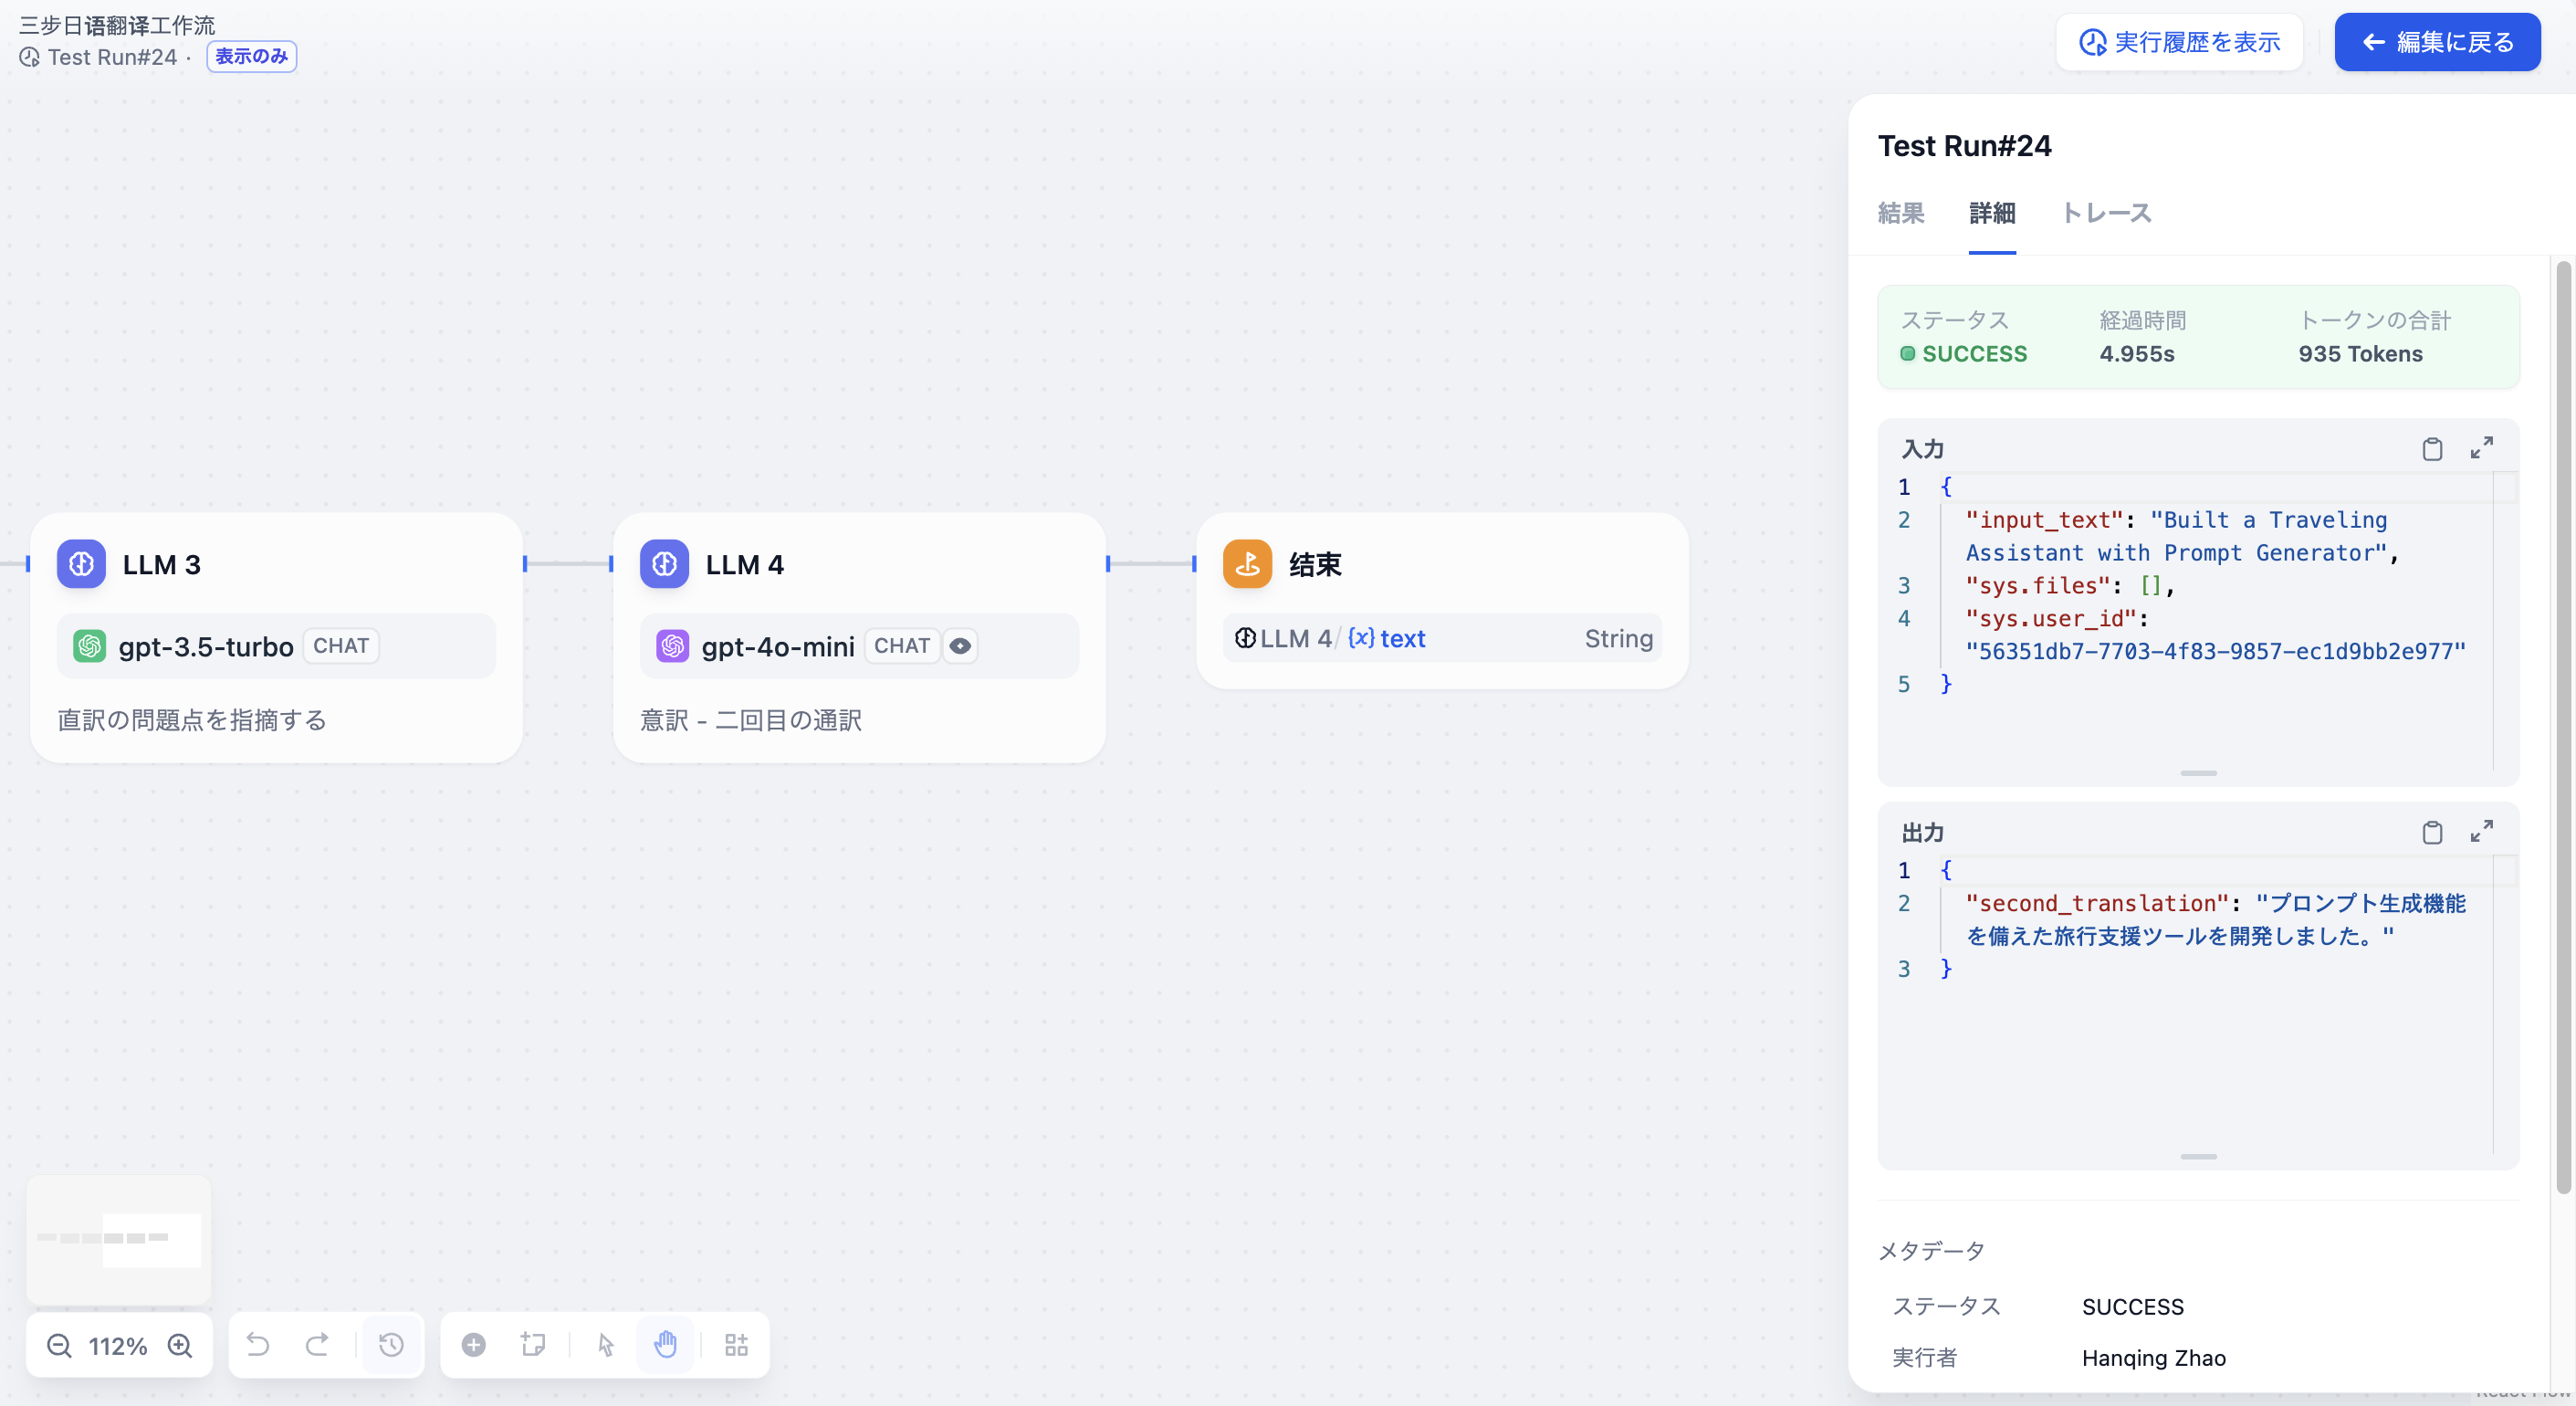 三步日语翻译工作流
Test Run#24 · 表示のみ
実行履歴を表示
編集に戻る
LLM 3
gpt-3.5-turbo CHAT
直訳の問題点を指摘する
LLM 4
gpt-4o-mini CHAT
意訳 - 二回目の通訳
结束
LLM 4/ {x} text String
112%
Test Run#24
結果 詳細 トレース
ステータス 経過時間 トークンの合計
SUCCESS 4.955s 935 Tokens
入力
1 {
2 "input_text": "Built a Traveling
Assistant with Prompt Generator",
3 "sys.files": [],
4 "sys.user_id":
"56351db7-7703-4f83-9857-ec1d9bb2e977"
5 }
出力
1 {
2 "second_translation": "プロンプト生成機能
を備えた旅行支援ツールを開発しました。"
3 }
メタデータ
ステータス SUCCESS
実行者 Hanqing Zhao
React Flow